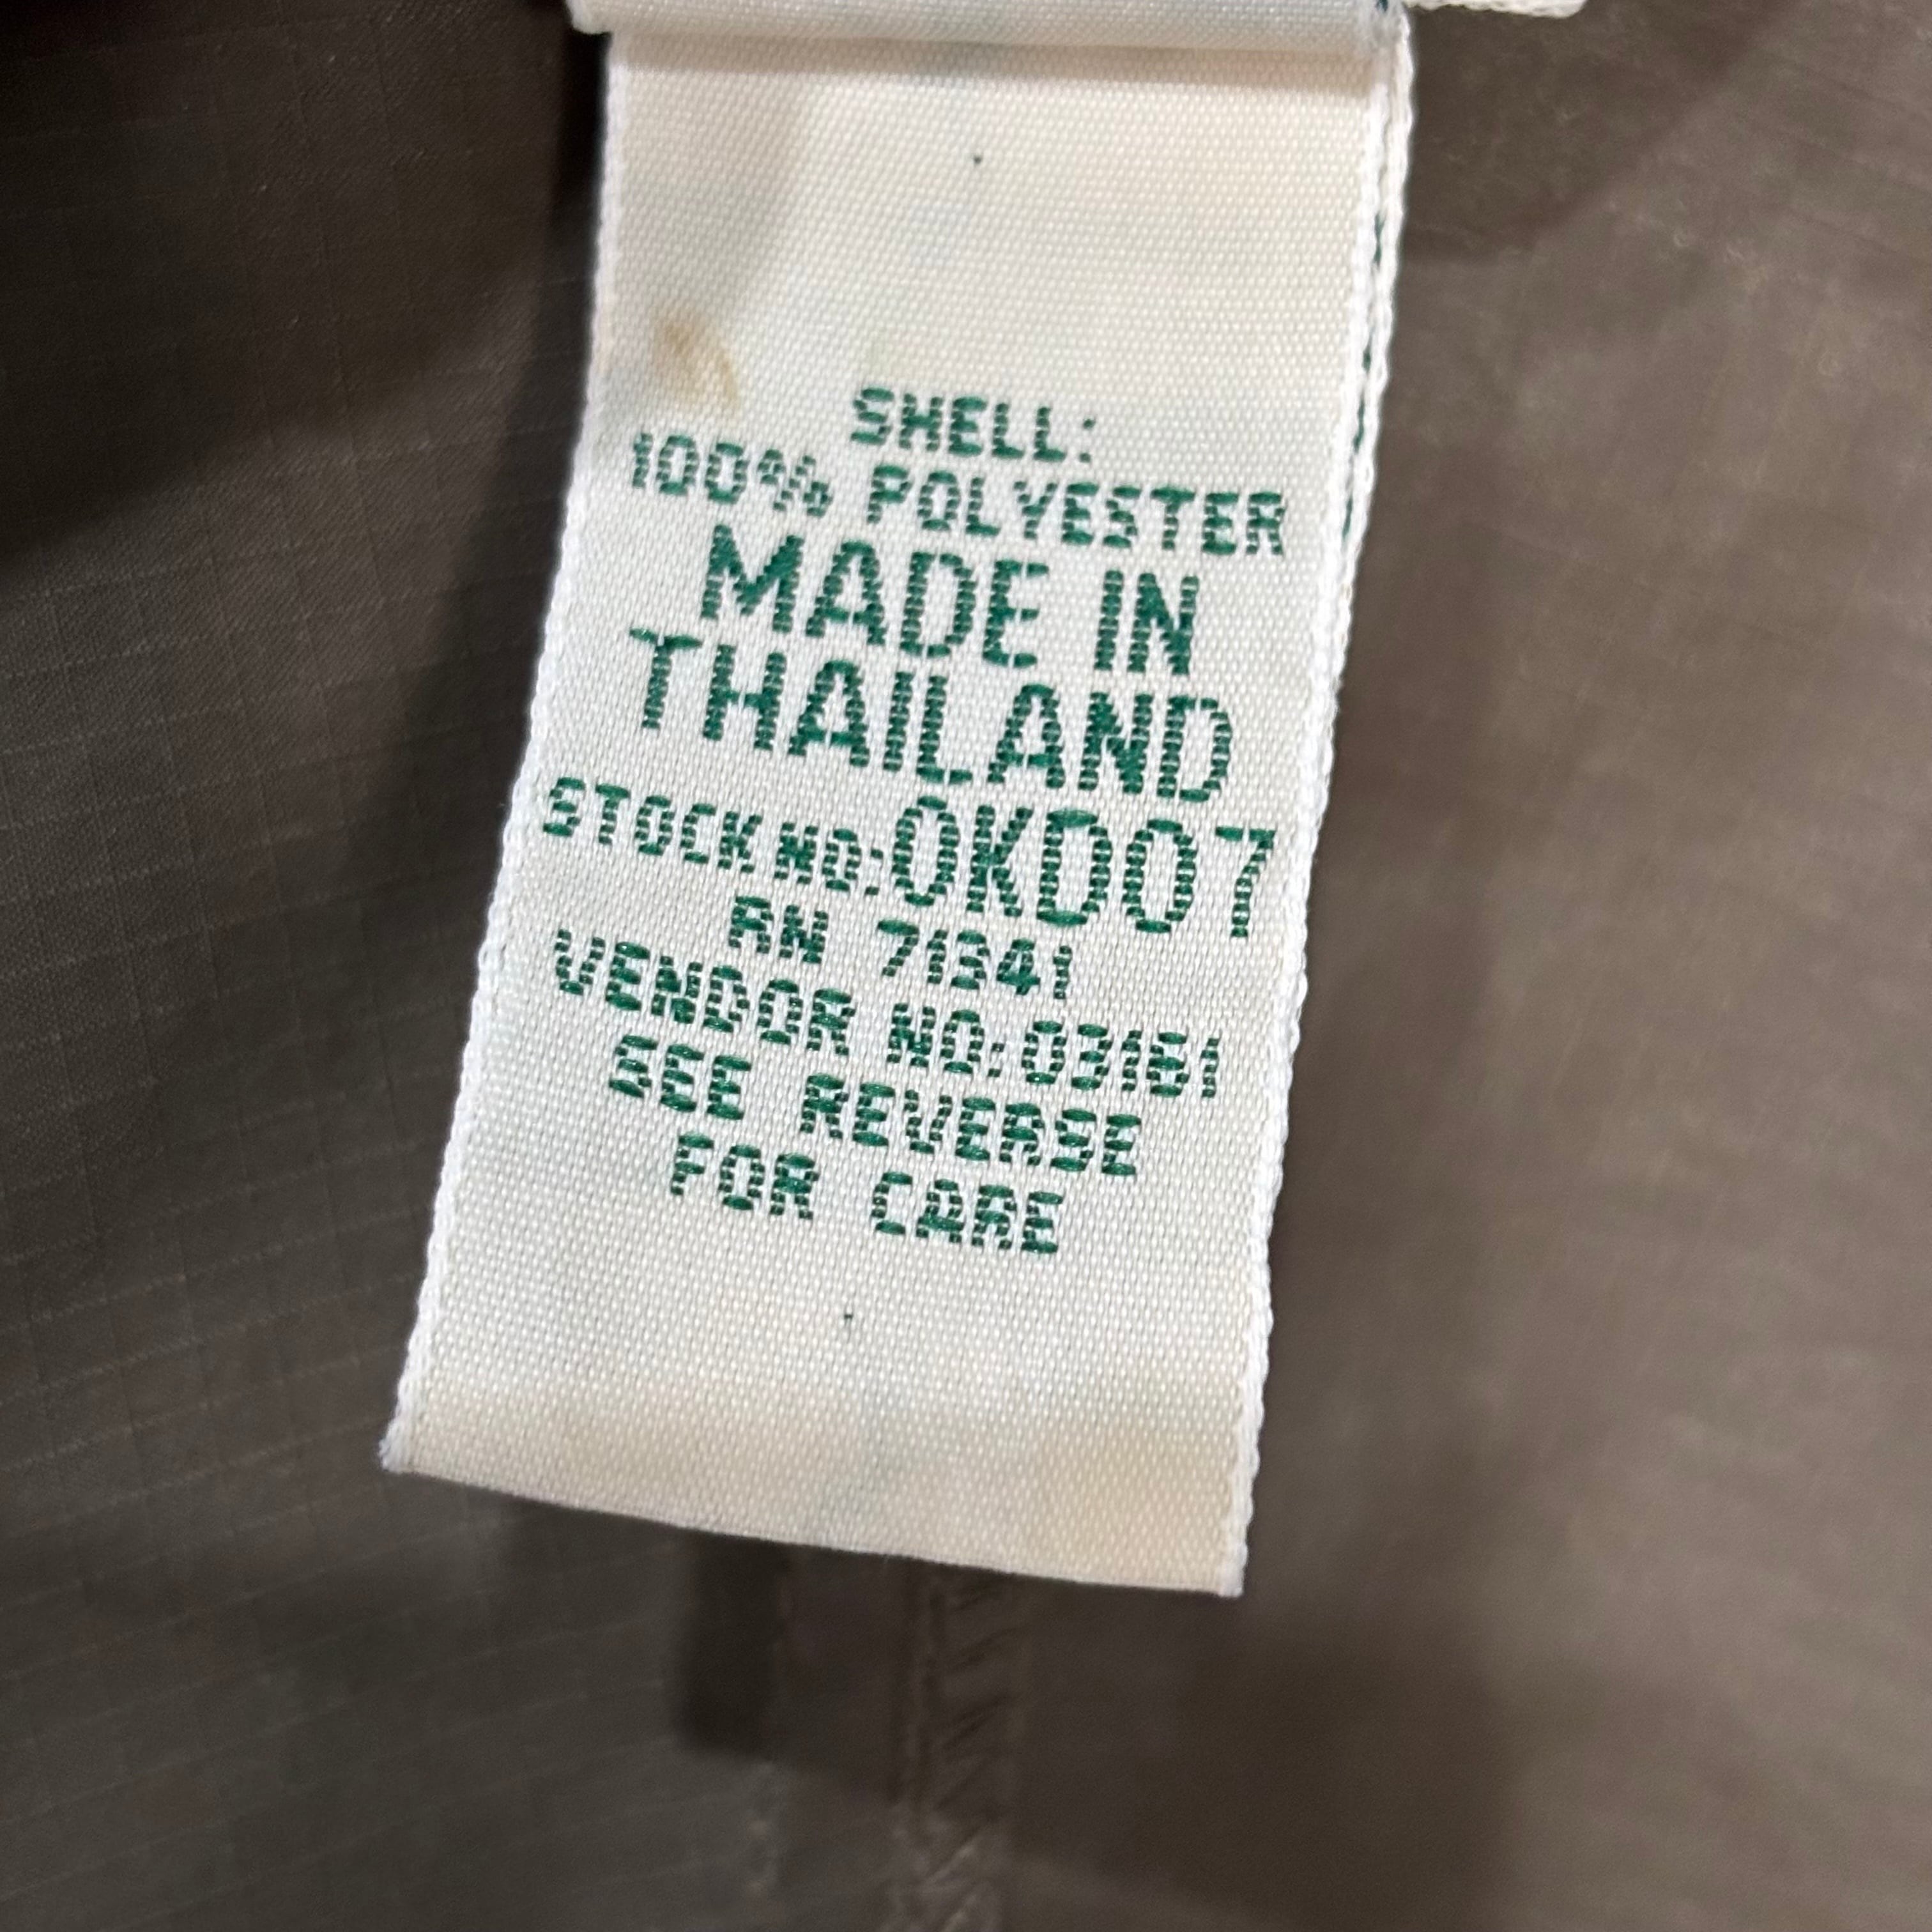 SHELL:
100% POLYESTER
MADE IN
THAILAND
STOCK NO:0KD07
RN 71341
VENDOR NO:03161
SEE REVERSE
FOR CARE